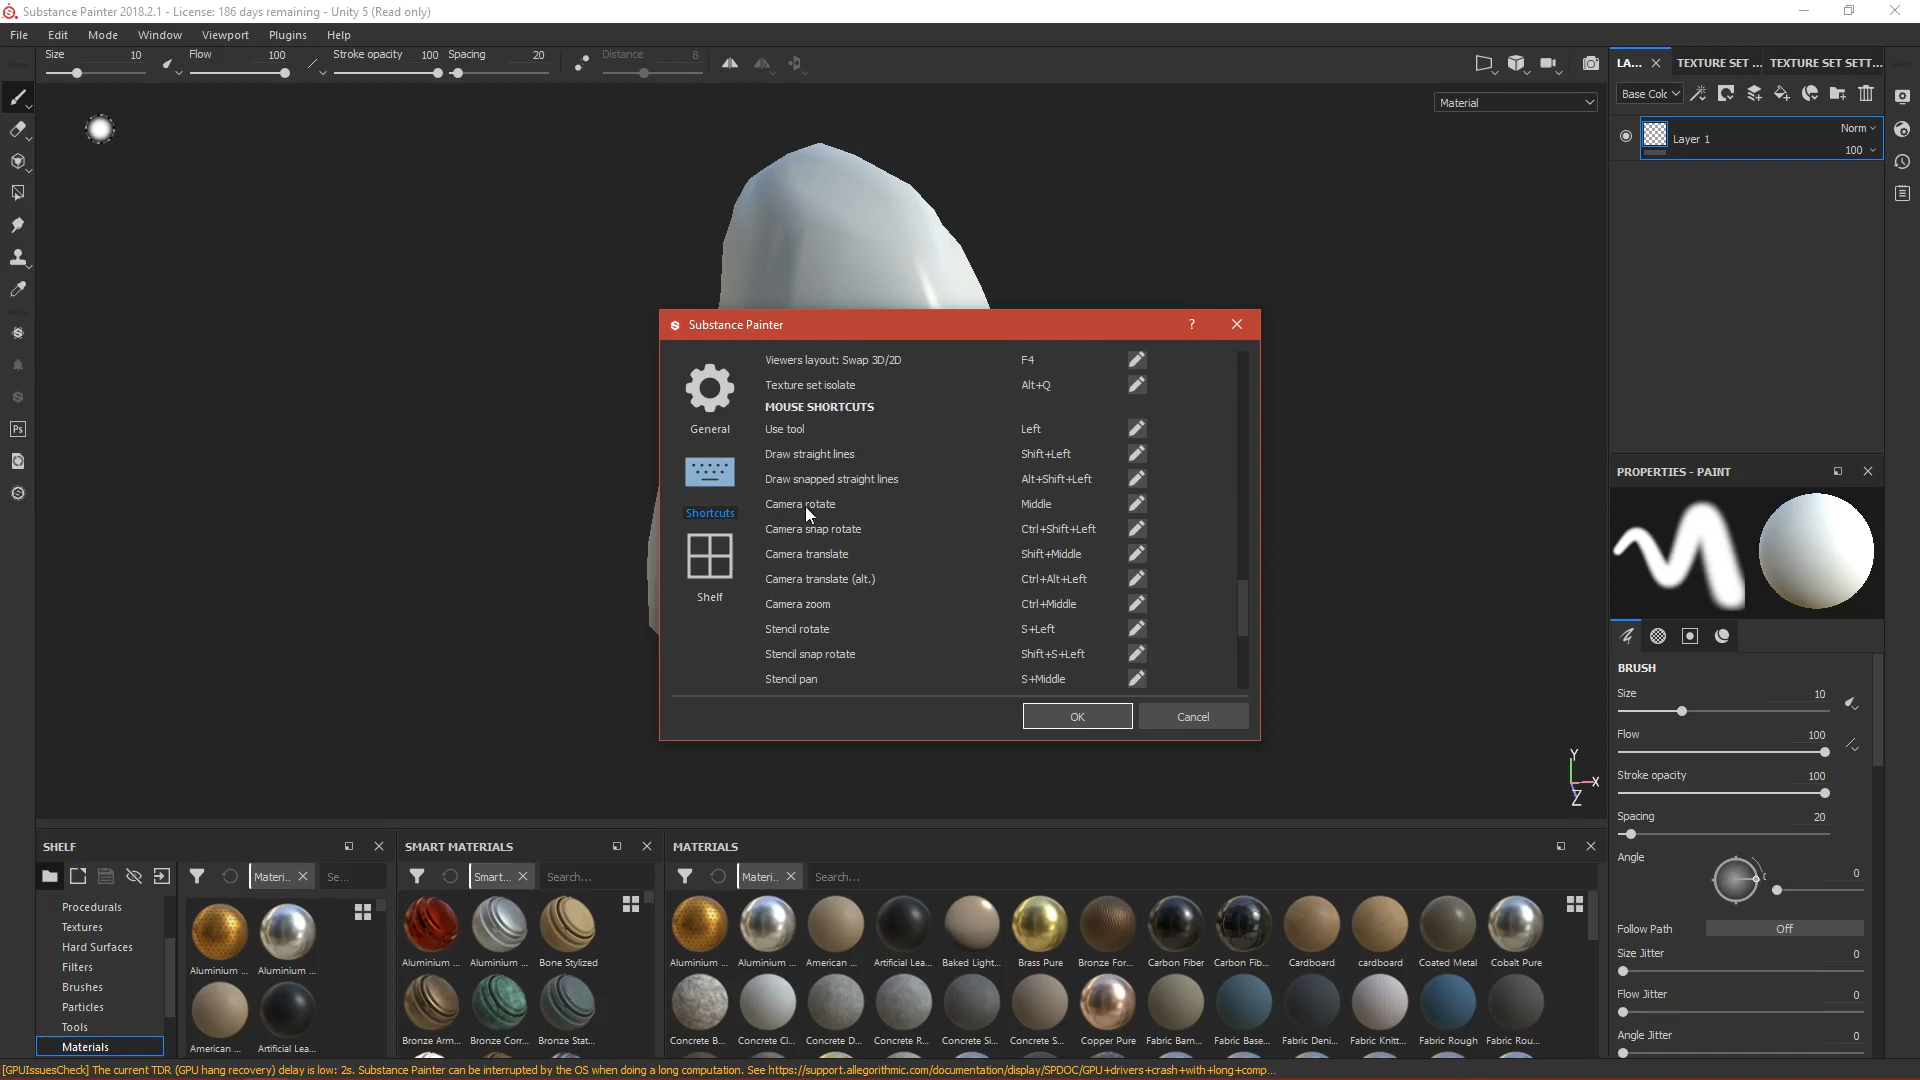 Substance Painter 2018.2.1 - License: 186 days remaining - Unity 5 (Read only)
File Edit Mode Window Viewport Plugins Help
Size 10 Flow 100 Stroke opacity 100 Spacing 20 Distance 8
LA... TEXTURE SET ... TEXTURE SET SETT...
Base Colc
Material
Layer 1 Norm
100
Substance Painter ?
Viewers layout: Swap 3D/2D F4
Texture set isolate Alt+Q
MOUSE SHORTCUTS
General
Use tool Left
Draw straight lines Shift+Left
Draw snapped straight lines Alt+Shift+Left
Camera rotate Middle
Shortcuts
Camera snap rotate Ctrl+Shift+Left
Camera translate Shift+Middle
Camera translate (alt.) Ctrl+Alt+Left
Shelf
Camera zoom Ctrl+Middle
Stencil rotate S+Left
Stencil snap rotate Shift+S+Left
Stencil pan S+Middle
OK Cancel
Ps
Y
X
Z
PROPERTIES - PAINT
BRUSH
Size 10
Flow 100
Stroke opacity 100
Spacing 20
Angle 0
Follow Path Off
Size Jitter 0
Flow Jitter 0
Angle Jitter 0
SHELF
Materi... Se...
Procedurals
Textures
Hard Surfaces
Filters
Brushes
Particles
Tools
Materials
Aluminium ... Aluminium ...
American ... Artificial Lea...
SMART MATERIALS
Smart... Search...
Aluminium ... Aluminium ... Bone Stylized
Bronze Arm... Bronze Corr... Bronze Stat...
MATERIALS
Materi... Search...
Aluminium ... Aluminium ... American ... Artificial Lea... Baked Light... Brass Pure Bronze For... Carbon Fiber Carbon Fib... Cardboard cardboard Coated Metal Cobalt Pure
Concrete B... Concrete Cl... Concrete D... Concrete R... Concrete Si... Concrete S... Copper Pure Fabric Bam... Fabric Base... Fabric Deni... Fabric Knitt... Fabric Rough Fabric Rou...
[GPUIssuesCheck] The current TDR (GPU hang recovery) delay is low: 2s. Substance Painter can be interrupted by the OS when doing a long computation. See https://support.allegorithmic.com/documentation/display/SPDOC/GPU+drivers+crash+with+long+comp...